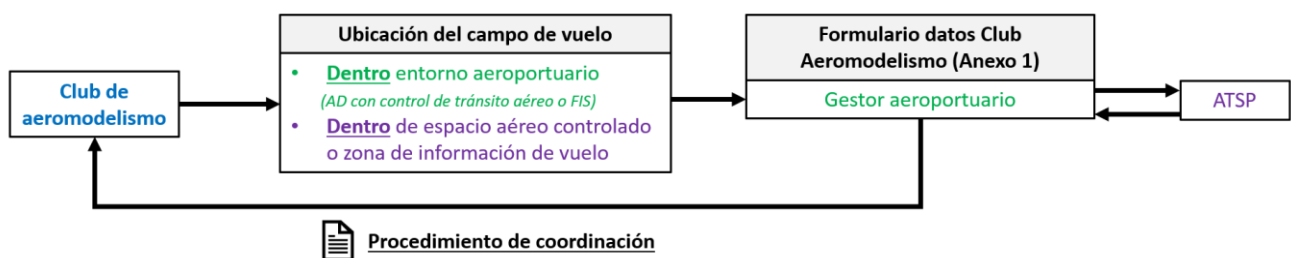 Club de
aeromodelismo
Ubicación del campo de vuelo
• Dentro entorno aeroportuario
(AD con control de tránsito aéreo o FIS)
• Dentro de espacio aéreo controlado
o zona de información de vuelo
Formulario datos Club
Aeromodelismo (Anexo 1)
Gestor aeroportuario
ATSP
Procedimiento de coordinación